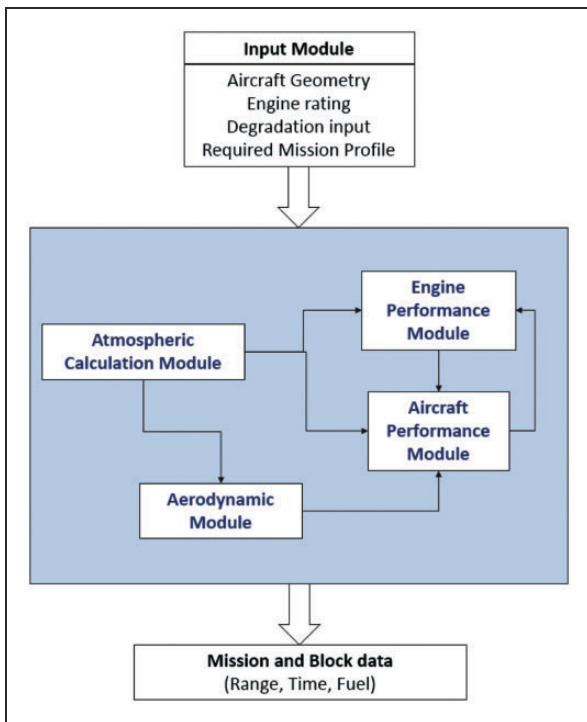 Input Module
Aircraft Geometry
Engine rating
Degradation input
Required Mission Profile
Engine
Performance
Module
Atmospheric
Calculation Module
Aircraft
Performance
Module
Aerodynamic
Module
Mission and Block data
(Range, Time, Fuel)